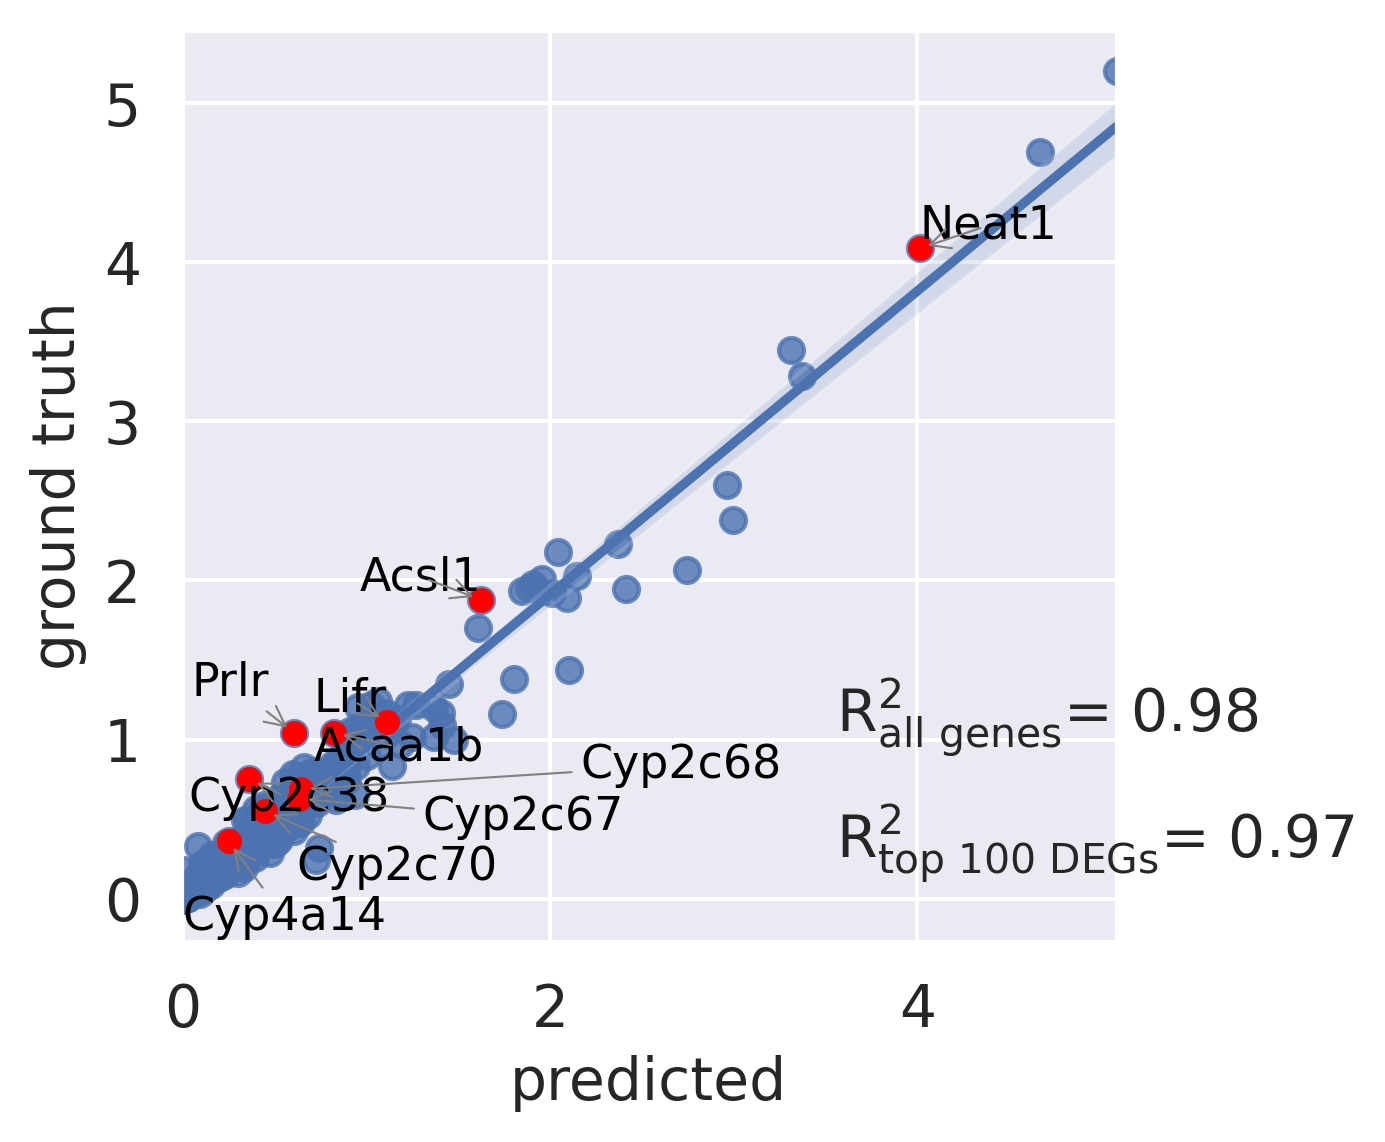 5
4
3
2
1
0
ground truth
Neat1
Acsl1
Prlr
Lifr
Acaa1b
Cyp2c68
Cyp2c38
Cyp2c67
Cyp2c70
Cyp4a14
R²all genes = 0.98
R²top 100 DEGs = 0.97
0 2 4
predicted